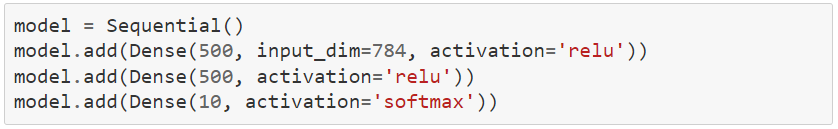 model = Sequential()
model.add(Dense(500, input_dim=784, activation='relu'))
model.add(Dense(500, activation='relu'))
model.add(Dense(10, activation='softmax'))